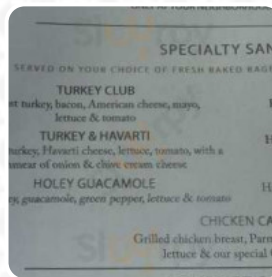 SPECIALTY SAN
SERVED ON YOUR CHOICE OF FRESH BAKED BAGE
TURKEY CLUB
st turkey, bacon, American cheese, mayo,
lettuce & tomato
TURKEY & HAVARTI
turkey, Havarti cheese, lettuce, tomato, with a
smear of onion & chive cream cheese
HOLEY GUACAMOLE
ey, guacamole, green pepper, lettuce & tomato
CHICKEN CA
Grilled chicken breast, Parm
lettuce & our special